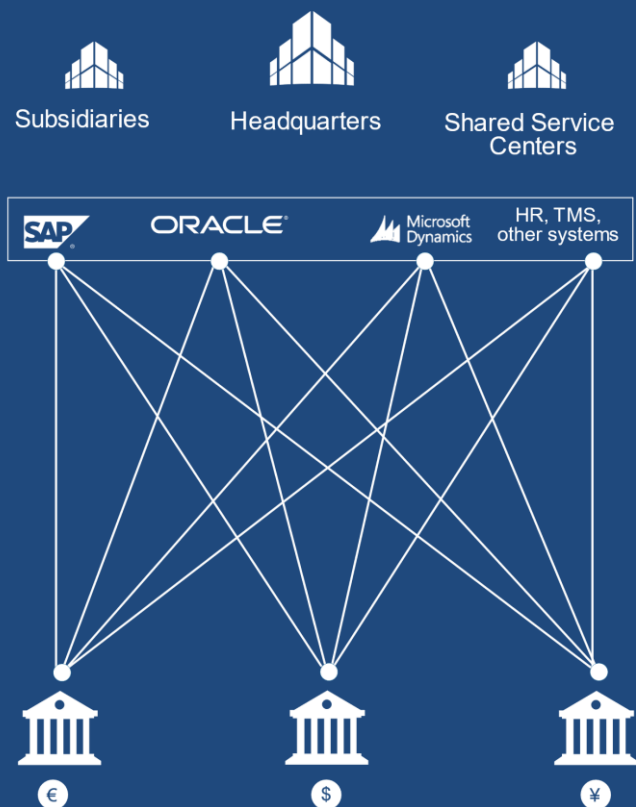 Subsidiaries
Headquarters
Shared Service
Centers
SAP®
ORACLE®
Microsoft
Dynamics
HR, TMS,
other systems
€
$
¥